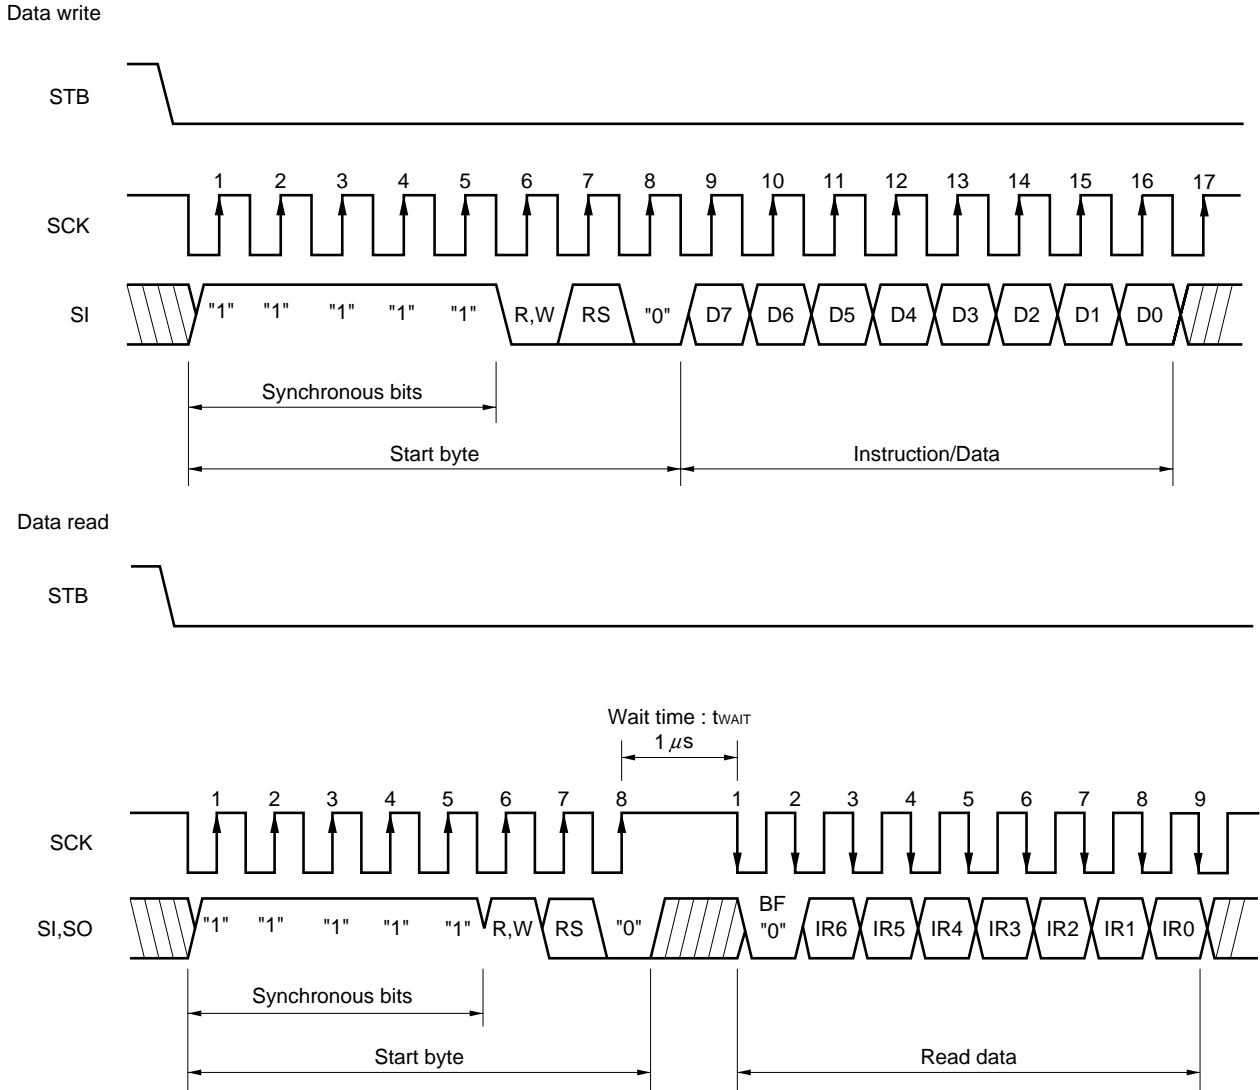 Data write
STB
1 2 3 4 5 6 7 8 9 10 11 12 13 14 15 16 17
SCK
SI "1" "1" "1" "1" "1" R,W RS "0" D7 D6 D5 D4 D3 D2 D1 D0
Synchronous bits
Start byte Instruction/Data
Data read
STB
Wait time : tWAIT
1 μs
1 2 3 4 5 6 7 8 1 2 3 4 5 6 7 8 9
SCK
BF
SI,SO "1" "1" "1" "1" "1" R,W RS "0" "0" IR6 IR5 IR4 IR3 IR2 IR1 IR0
Synchronous bits
Start byte Read data